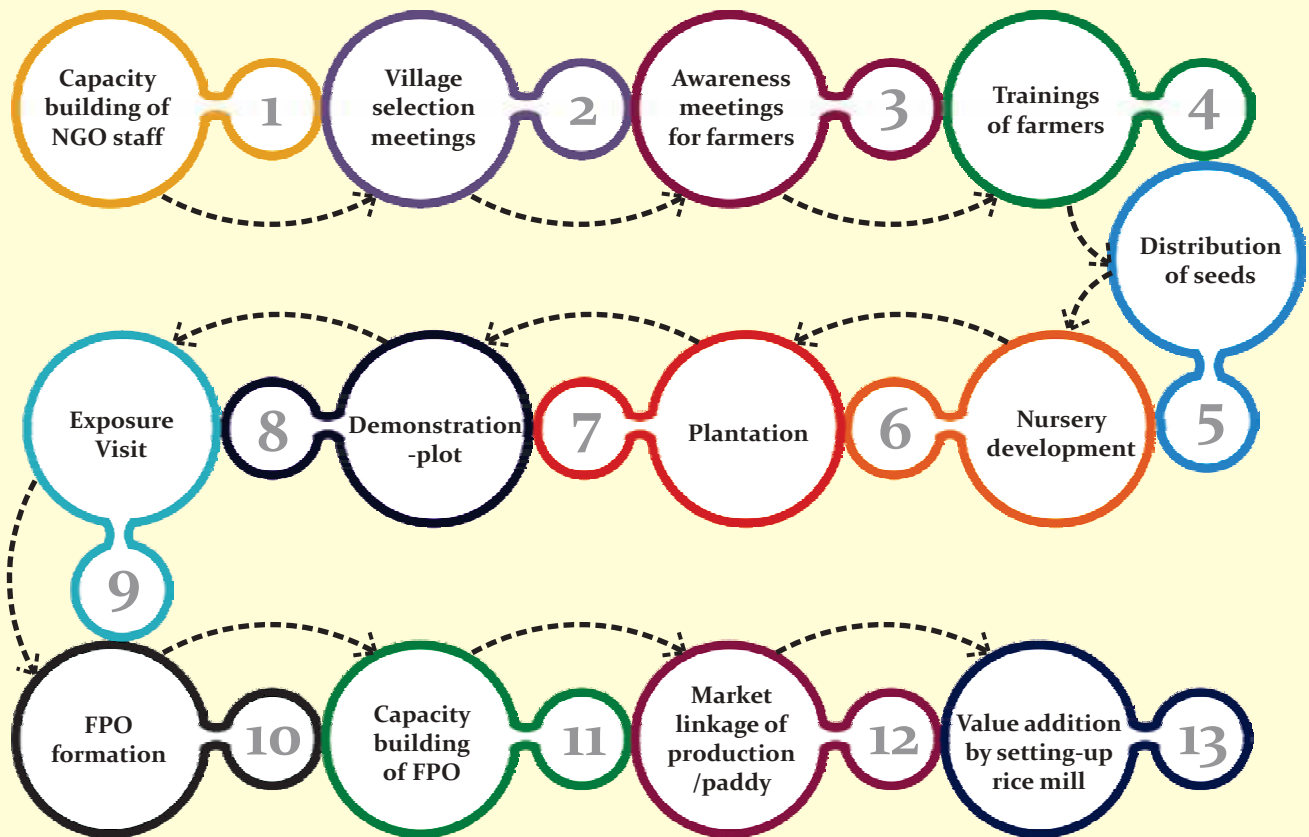 Capacity
building of
NGO staff
1
Village
selection
meetings
2
Awareness
meetings
for farmers
3
Trainings
of farmers
4
Distribution
of seeds
5
Nursery
development
6
Plantation
7
Demonstration
-plot
8
Exposure
Visit
9
FPO
formation
10
Capacity
building
of FPO
11
Market
linkage of
production
/paddy
12
Value addition
by setting-up
rice mill
13